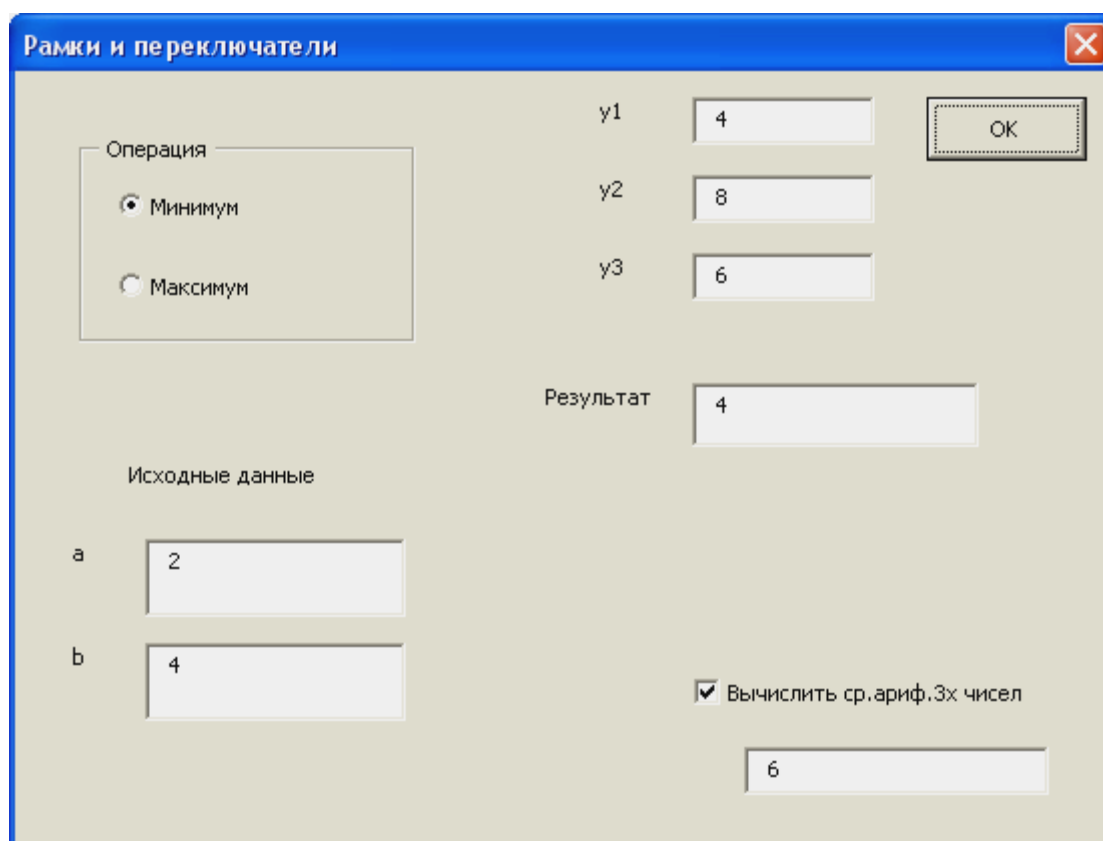 Рамки и переключатели
Операция
Минимум
Максимум
y1
4
OK
y2
8
y3
6
Результат
4
Исходные данные
a
2
b
4
Вычислить ср.ариф.3х чисел
6